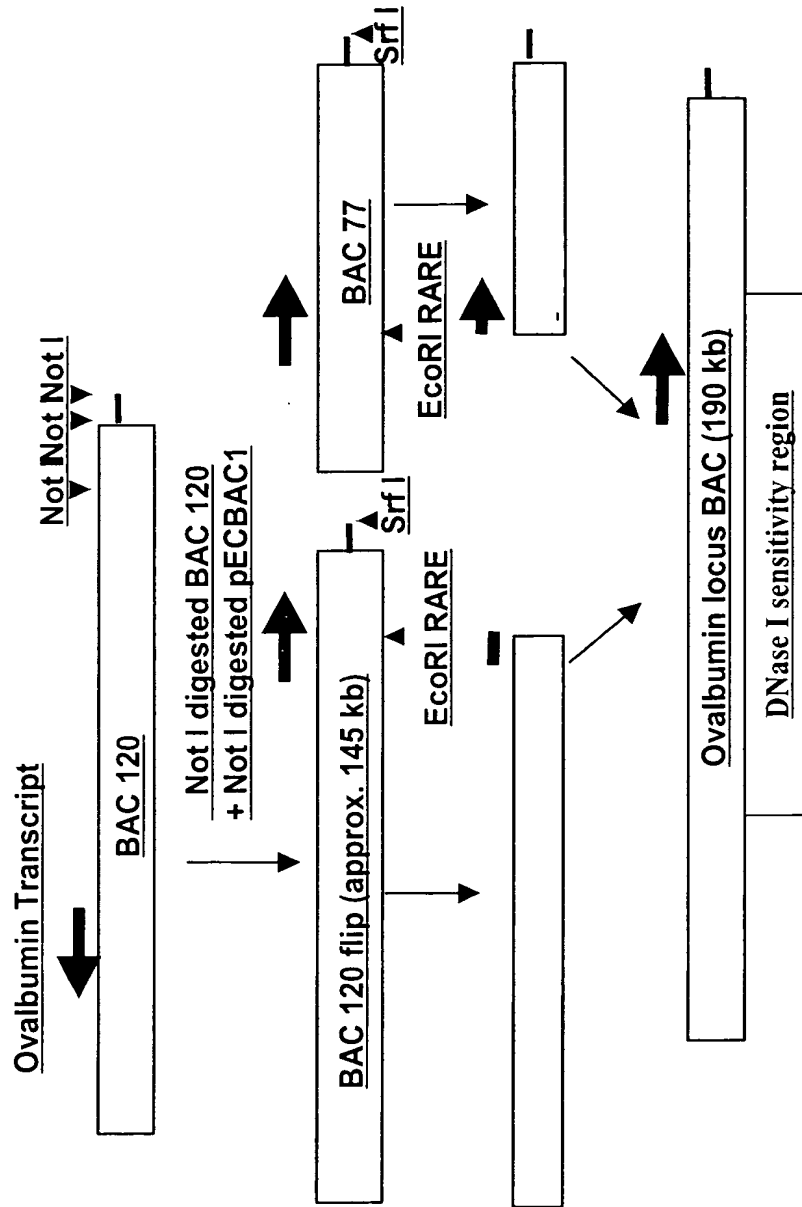 Ovalbumin Transcript
Not I Not I Not I
BAC 120
Not I digested BAC 120
+ Not I digested pECBAC1
BAC 120 flip (approx. 145 kb)
Srf I
EcoRI RARE
BAC 77
Srf I
EcoRI RARE
Ovalbumin locus BAC (190 kb)
DNase I sensitivity region